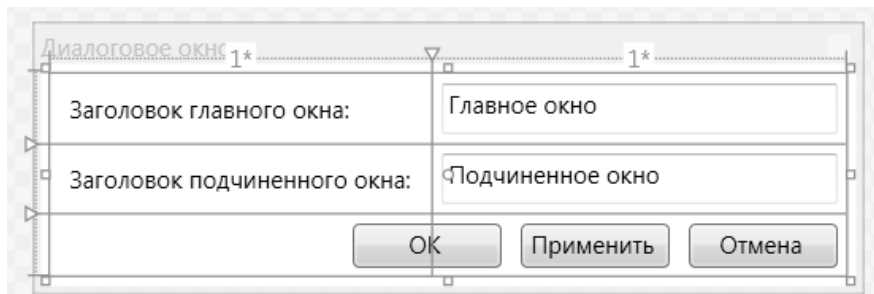 Диалоговое окно
1* 1*
Заголовок главного окна: Главное окно
Заголовок подчиненного окна: Подчиненное окно
OK Применить Отмена